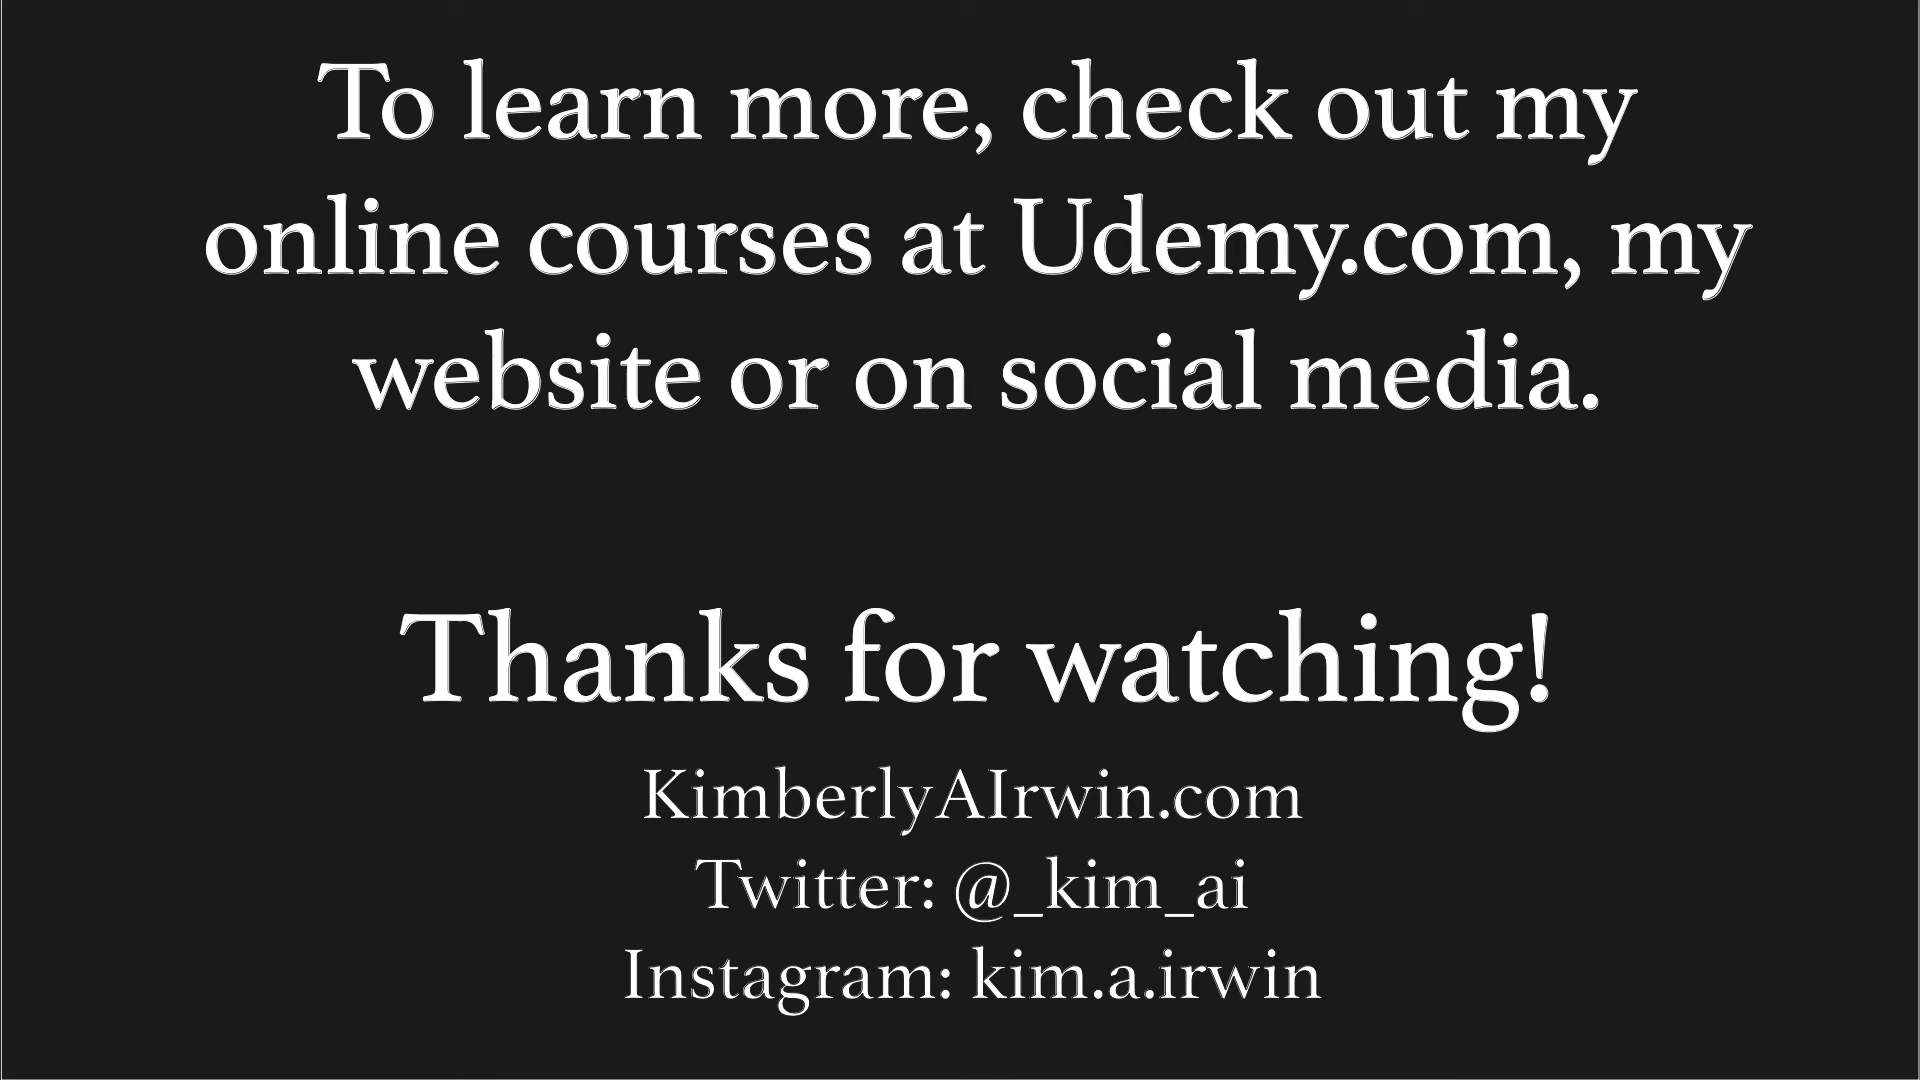 To learn more, check out my
online courses at Udemy.com, my
website or on social media.
Thanks for watching!
KimberlyAIrwin.com
Twitter: @_kim_ai
Instagram: kim.a.irwin